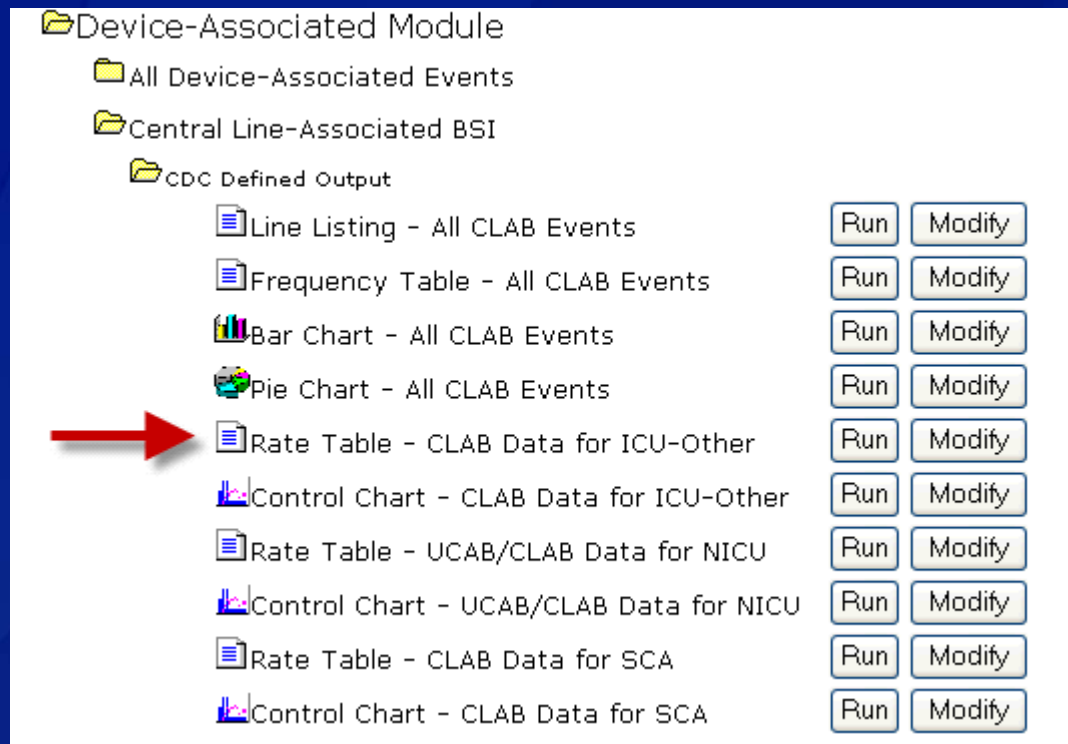 Device-Associated Module
All Device-Associated Events
Central Line-Associated BSI
CDC Defined Output
Line Listing - All CLAB Events Run Modify
Frequency Table - All CLAB Events Run Modify
Bar Chart - All CLAB Events Run Modify
Pie Chart - All CLAB Events Run Modify
Rate Table - CLAB Data for ICU-Other Run Modify
Control Chart - CLAB Data for ICU-Other Run Modify
Rate Table - UCAB/CLAB Data for NICU Run Modify
Control Chart - UCAB/CLAB Data for NICU Run Modify
Rate Table - CLAB Data for SCA Run Modify
Control Chart - CLAB Data for SCA Run Modify